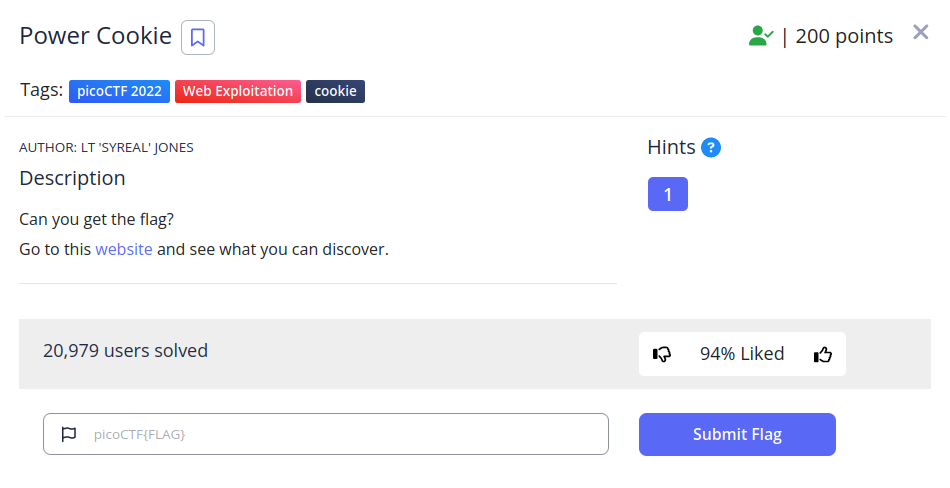 Power Cookie
| 200 points
Tags: picoCTF 2022 Web Exploitation cookie
AUTHOR: LT 'SYREAL' JONES
Hints ?
Description
1
Can you get the flag?
Go to this website and see what you can discover.
20,979 users solved
94% Liked
picoCTF{FLAG}
Submit Flag